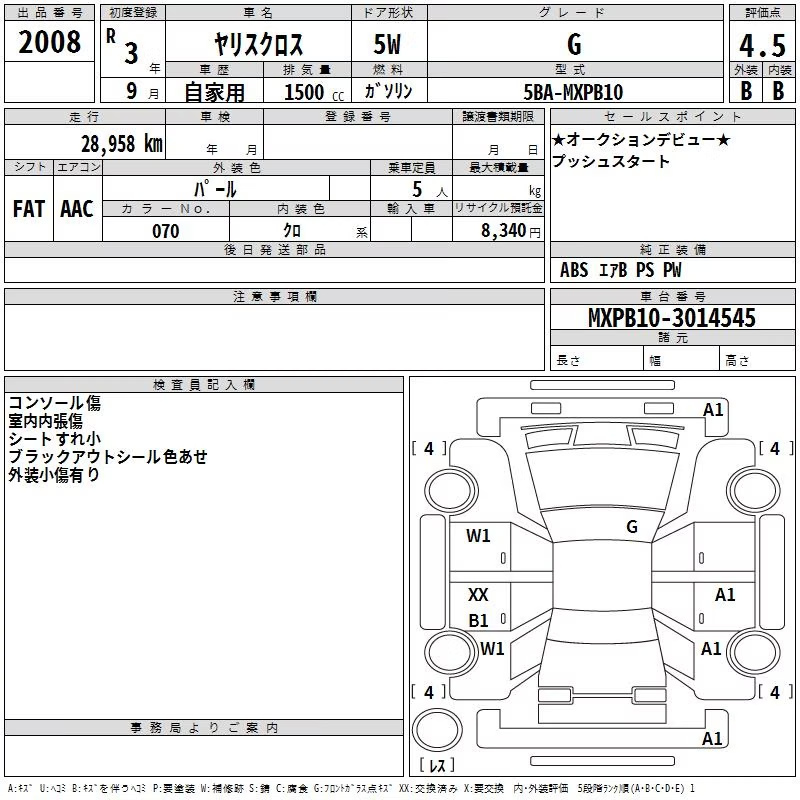 出品番号 初度登録 車名 ドア形状 グレード 評価点
2008 R 3 年 ヤリスクロス 5W G 4.5
車歴 排気量 燃料 型式 外装 内装
9 月 自家用 1500 CC ｶﾞｿﾘﾝ 5BA-MXPB10 B B
走行 車検 登録番号 譲渡書類期限
28,958 km 年 月 月 日
シフト エアコン 外装色 乗車定員 最大積載量
FAT AAC ﾊﾟｰﾙ 5 人 kg
カラーNo. 内装色 輸入車 リサイクル預託金
070 ｸﾛ 系 8,340 円
後日発送部品
セールスポイント
★オークションデビュー★
プッシュスタート
純正装備
ABS ｴｱB PS PW
注意事項欄
車台番号
MXPB10-3014545
諸元
長さ 幅 高さ
検査員記入欄
コンソール傷
室内内張傷
シートすれ小
ブラックアウトシール色あせ
外装小傷有り
事務局よりご案内
A1
[ 4 ] [ 4 ]
G
W1
XX A1
B1
W1 A1
[ 4 ] [ 4 ]
A1
[ ﾚｽ ]
A:ｷｽﾞ U:ﾍｺﾐ B:ｷｽﾞを伴うﾍｺﾐ P:要塗装 W:補修跡 S:錆 C:腐食 G:ﾌﾛﾝﾄｶﾞﾗｽ点ｷｽﾞ XX:交換済み X:要交換 内･外装評価 5段階ﾗﾝｸ順(A･B･C･D･E) 1